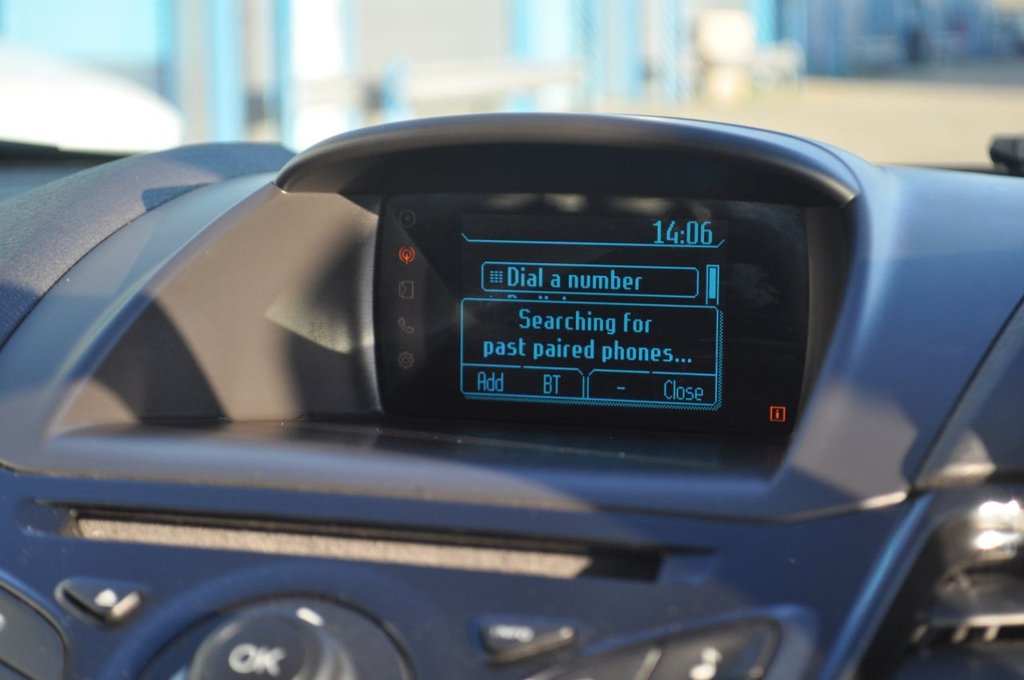 14:06
Dial a number
Searching for
past paired phones...
Add BT - Close
i
OK